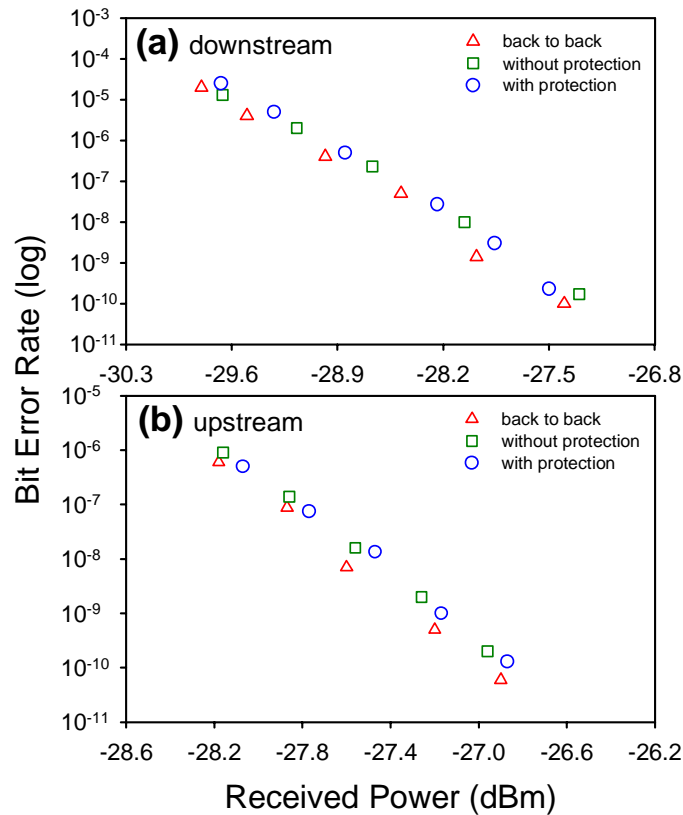 (a) downstream
back to back
without protection
with protection
10⁻³
10⁻⁴
10⁻⁵
10⁻⁶
10⁻⁷
10⁻⁸
10⁻⁹
10⁻¹⁰
10⁻¹¹
-30.3 -29.6 -28.9 -28.2 -27.5 -26.8
Bit Error Rate (log)
(b) upstream
back to back
without protection
with protection
10⁻⁵
10⁻⁶
10⁻⁷
10⁻⁸
10⁻⁹
10⁻¹⁰
10⁻¹¹
-28.6 -28.2 -27.8 -27.4 -27.0 -26.6 -26.2
Received Power (dBm)